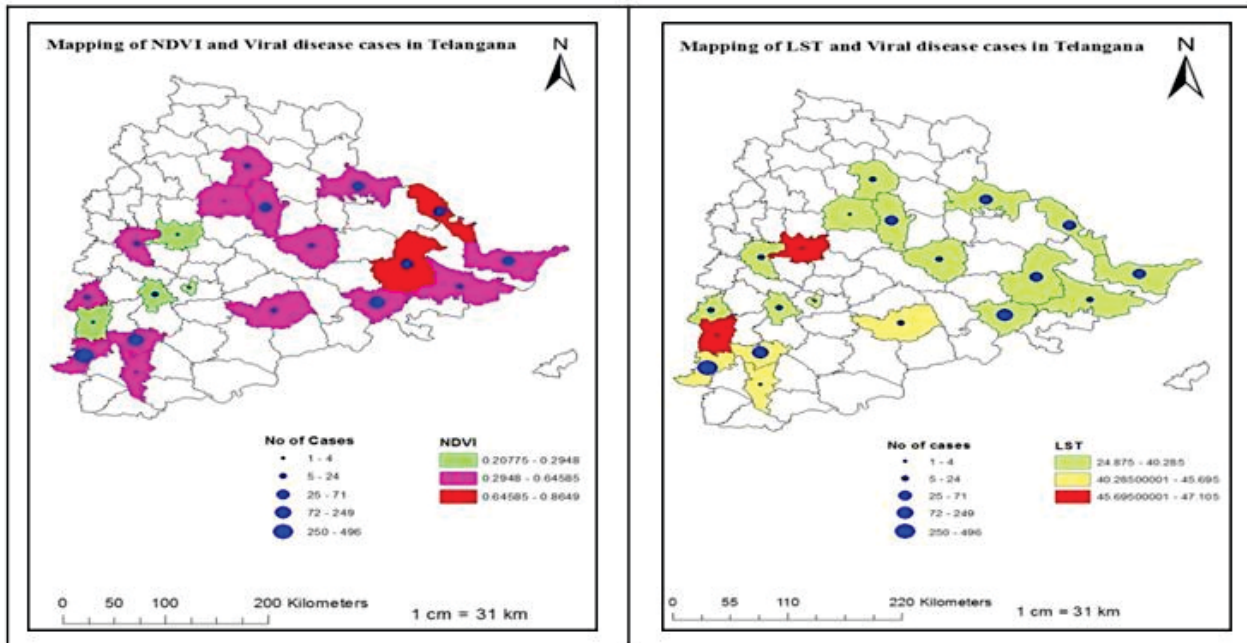 Mapping of NDVI and Viral disease cases in Telangana
N
No of Cases
1 - 4
5 - 24
25 - 71
72 - 249
250 - 496
NDVI
0.20775 - 0.2948
0.2948 - 0.64585
0.64585 - 0.8649
0 50 100 200 Kilometers
1 cm = 31 km
Mapping of LST and Viral disease cases in Telangana
N
No of cases
1 - 4
5 - 24
25 - 71
72 - 249
250 - 496
LST
24.875 - 40.285
40.28500001 - 45.695
45.69500001 - 47.105
0 55 110 220 Kilometers
1 cm = 31 km